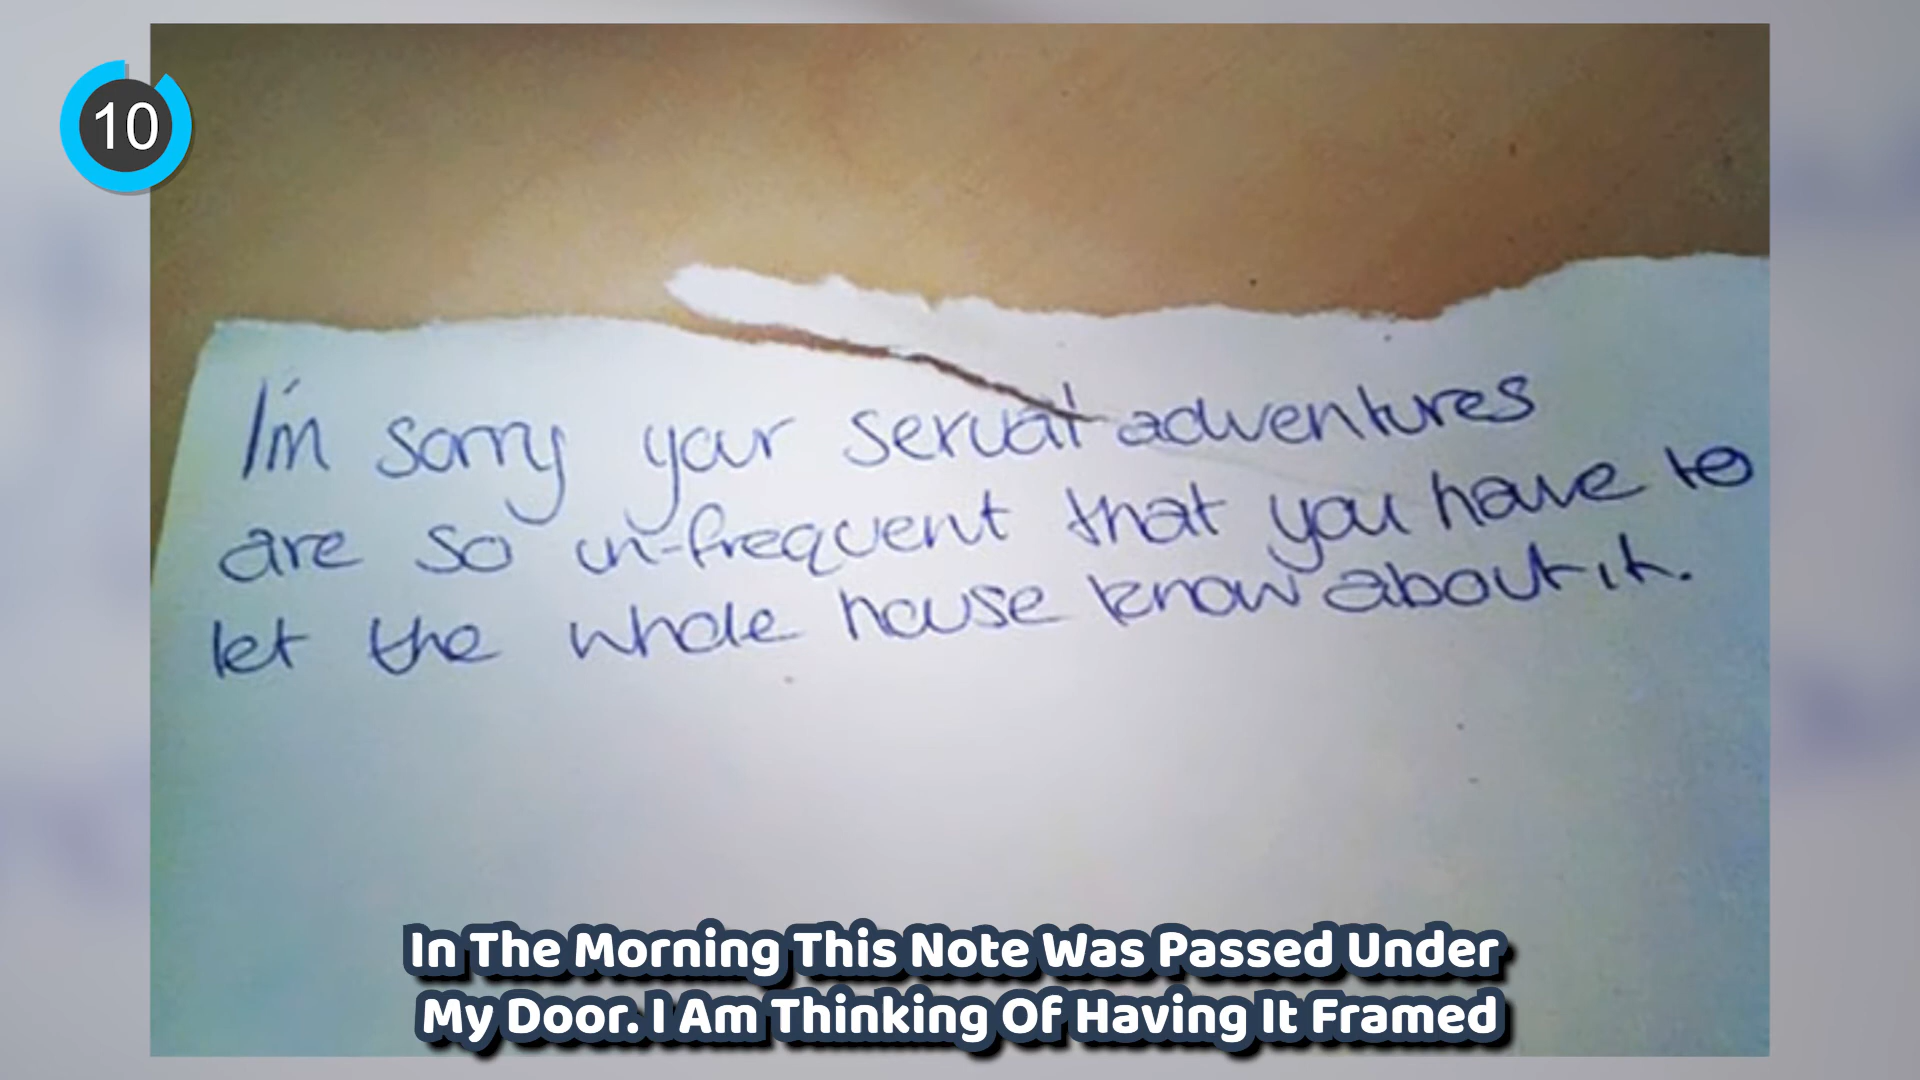 10
I'm sorry your sexual adventures
are so un-frequent that you have to
let the whole house know about it.
In The Morning This Note Was Passed Under
My Door. I Am Thinking Of Having It Framed